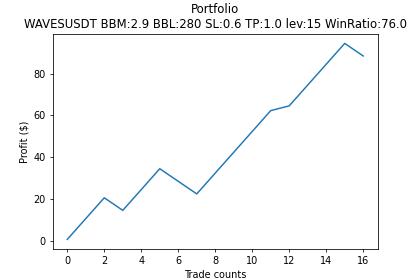 Portfolio
WAVESUSDT BBM:2.9 BBL:280 SL:0.6 TP:1.0 lev:15 WinRatio:76.0
Profit ($)
80
60
40
20
0
0 2 4 6 8 10 12 14 16
Trade counts